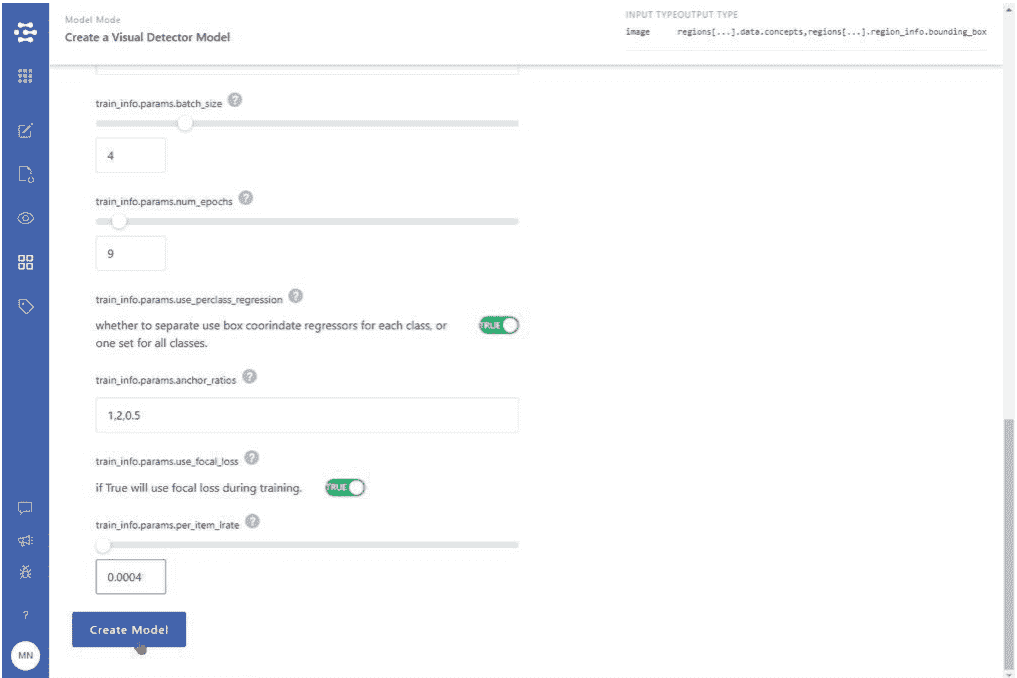 Model Mode
Create a Visual Detector Model
INPUT TYPE OUTPUT TYPE
image regions[...].data.concepts,regions[...].region_info.bounding_box
train_info.params.batch_size ?
4
train_info.params.num_epochs ?
9
train_info.params.use_perclass_regression ?
whether to separate use box coorindate regressors for each class, or
one set for all classes.
TRUE
train_info.params.anchor_ratios ?
1,2,0.5
train_info.params.use_focal_loss ?
if True will use focal loss during training. TRUE
train_info.params.per_item_lrate ?
0.0004
Create Model
?
MN